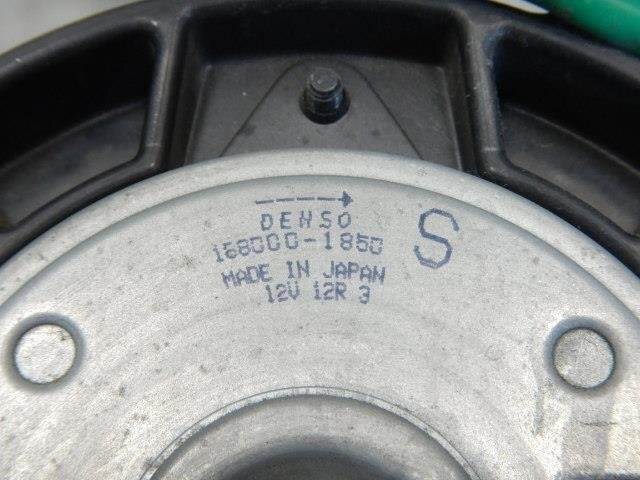 DENSO
168000-1850
S
MADE IN JAPAN
12V 12R 3